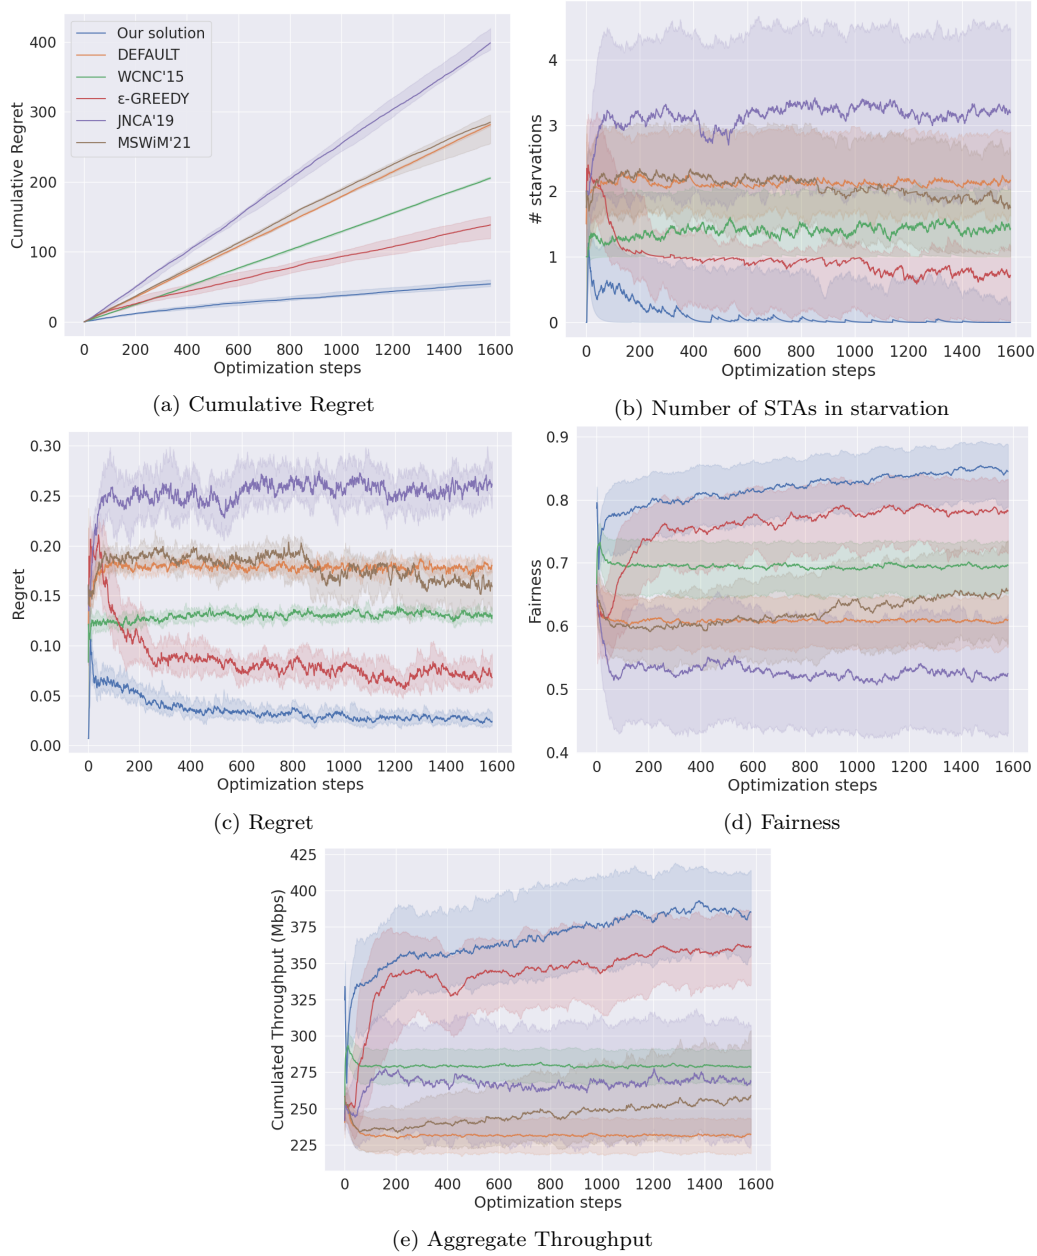 400
300
200
100
0
Cumulative Regret
Our solution
DEFAULT
WCNC'15
ε-GREEDY
JNCA'19
MSWiM'21
0 200 400 600 800 1000 1200 1400 1600
Optimization steps
(a) Cumulative Regret
4
3
2
1
0
# starvations
0 200 400 600 800 1000 1200 1400 1600
Optimization steps
(b) Number of STAs in starvation
0.30
0.25
0.20
0.15
0.10
0.05
0.00
Regret
0 200 400 600 800 1000 1200 1400 1600
Optimization steps
(c) Regret
0.9
0.8
0.7
0.6
0.5
0.4
Fairness
0 200 400 600 800 1000 1200 1400 1600
Optimization steps
(d) Fairness
425
400
375
350
325
300
275
250
225
Cumulated Throughput (Mbps)
0 200 400 600 800 1000 1200 1400 1600
Optimization steps
(e) Aggregate Throughput